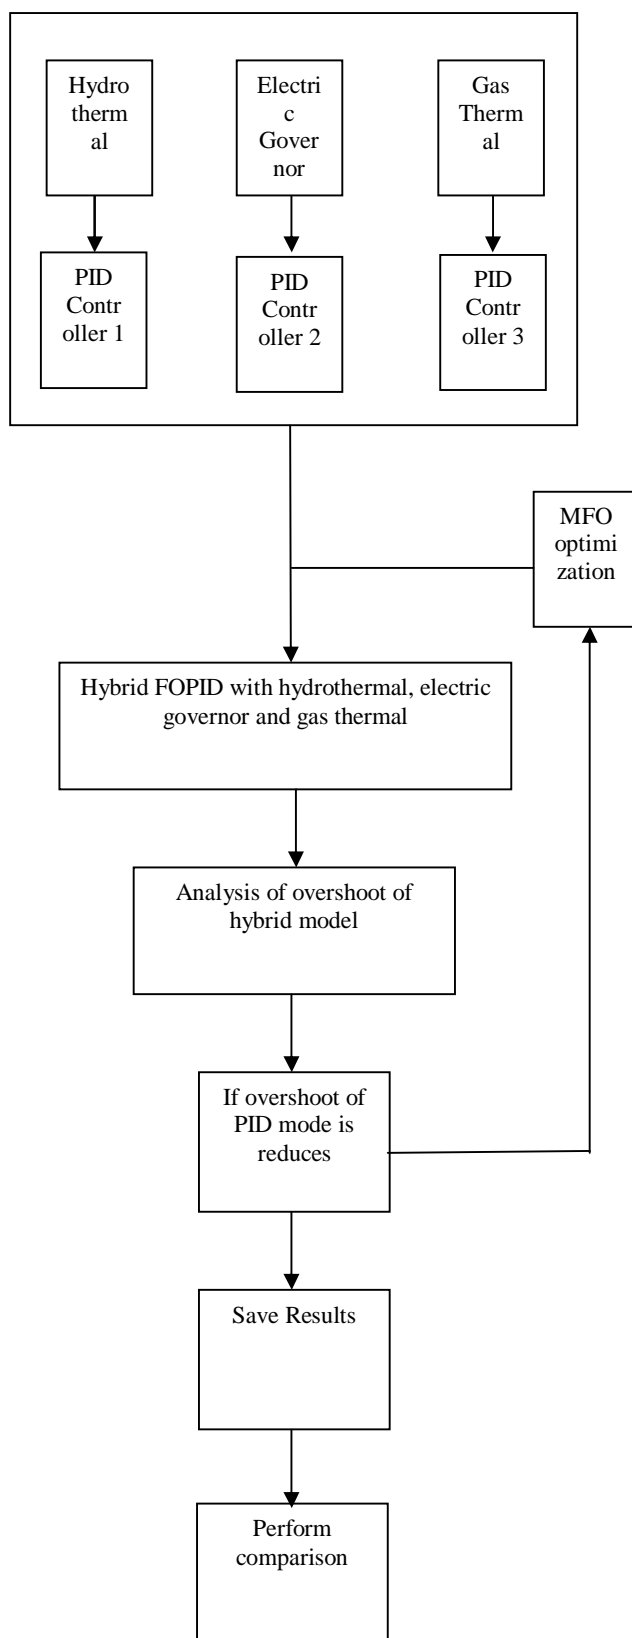 Hydro
therm
al
Electri
c
Gover
nor
Gas
Therm
al
PID
Contr
oller 1
PID
Contr
oller 2
PID
Contr
oller 3
MFO
optimi
zation
Hybrid FOPID with hydrothermal, electric
governor and gas thermal
Analysis of overshoot of
hybrid model
If overshoot of
PID mode is
reduces
Save Results
Perform
comparison